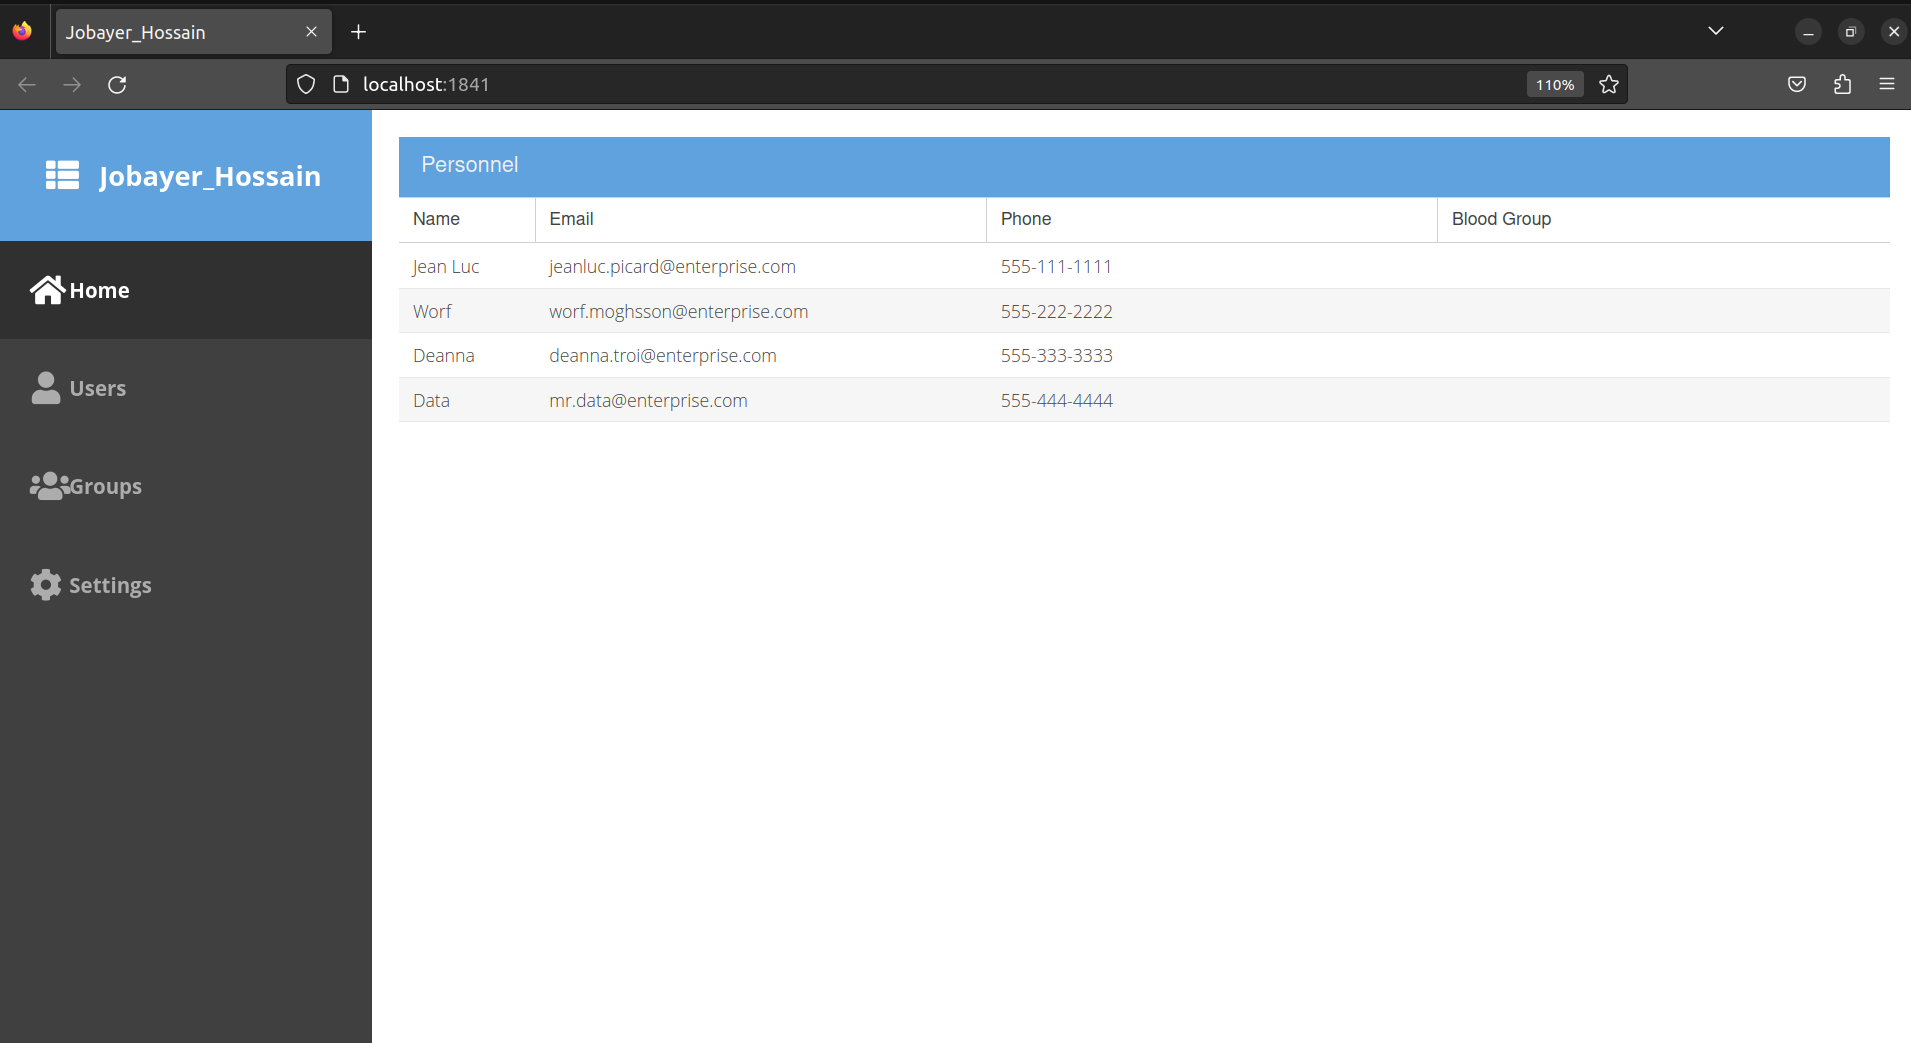 Jobayer_Hossain
localhost:1841
110%
Jobayer_Hossain
Home
Users
Groups
Settings
Personnel
Name Email Phone Blood Group
Jean Luc jeanluc.picard@enterprise.com 555-111-1111
Worf worf.moghsson@enterprise.com 555-222-2222
Deanna deanna.troi@enterprise.com 555-333-3333
Data mr.data@enterprise.com 555-444-4444